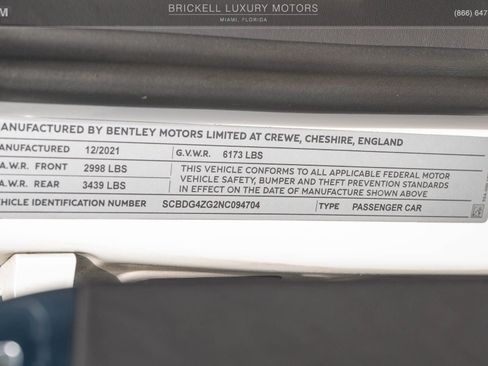 M
BRICKELL LUXURY MOTORS
MIAMI, FLORIDA
(866) 647
ANUFACTURED BY BENTLEY MOTORS LIMITED AT CREWE, CHESHIRE, ENGLAND
ANUFACTURED 12/2021 G.V.W.R. 6173 LBS
.A.W.R. FRONT 2998 LBS
.A.W.R. REAR 3439 LBS
THIS VEHICLE CONFORMS TO ALL APPLICABLE FEDERAL MOTOR
VEHICLE SAFETY, BUMPER AND THEFT PREVENTION STANDARDS
IN EFFECT ON THE DATE OF MANUFACTURE SHOWN ABOVE
EHICLE IDENTIFICATION NUMBER SCBDG4ZG2NC094704 TYPE PASSENGER CAR